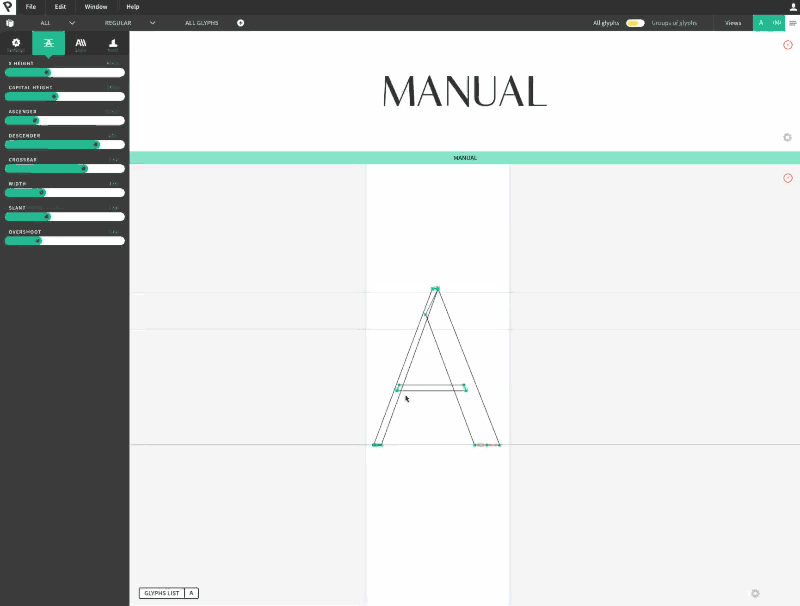 File Edit Window Help
ALL REGULAR ALL GLYPHS All glyphs Groups of glyphs Views A
X HEIGHT
CAPITAL HEIGHT
ASCENDER
DESCENDER
CROSSBAR
WIDTH
SLANT
OVERSHOOT
MANUAL
MANUAL
GLYPHS LIST A